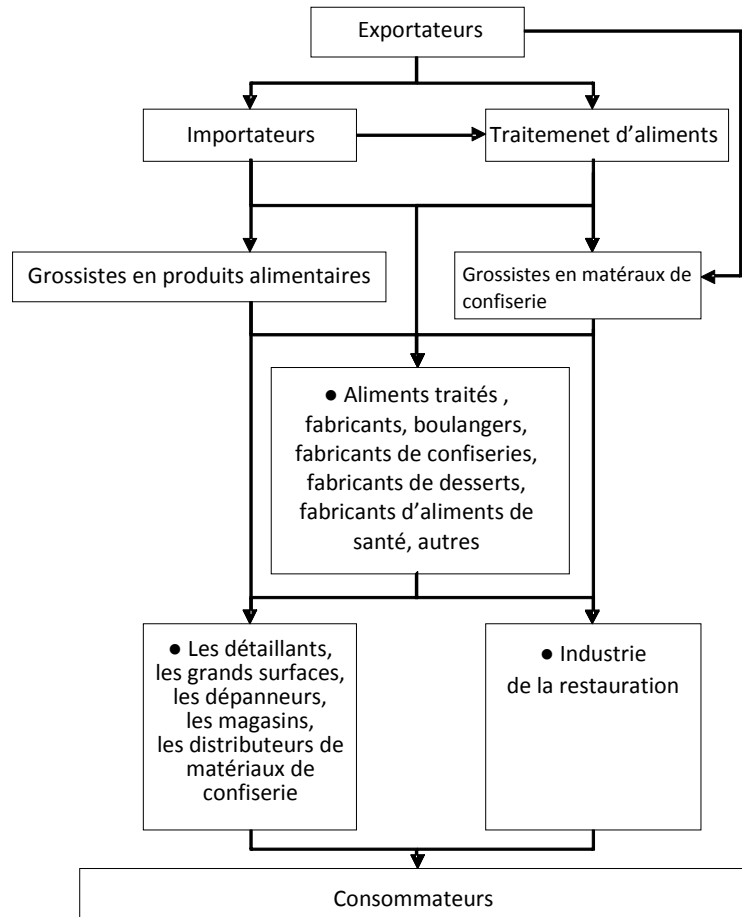 Exportateurs
Importateurs
Traitemenet d’aliments
Grossistes en produits alimentaires
Grossistes en matéraux de
confiserie
● Aliments traités ,
fabricants, boulangers,
fabricants de confiseries,
fabricants de desserts,
fabricants d’aliments de
santé, autres
● Les détaillants,
les grands surfaces,
les dépanneurs,
les magasins,
les distributeurs de
matériaux de
confiserie
● Industrie
de la restauration
Consommateurs